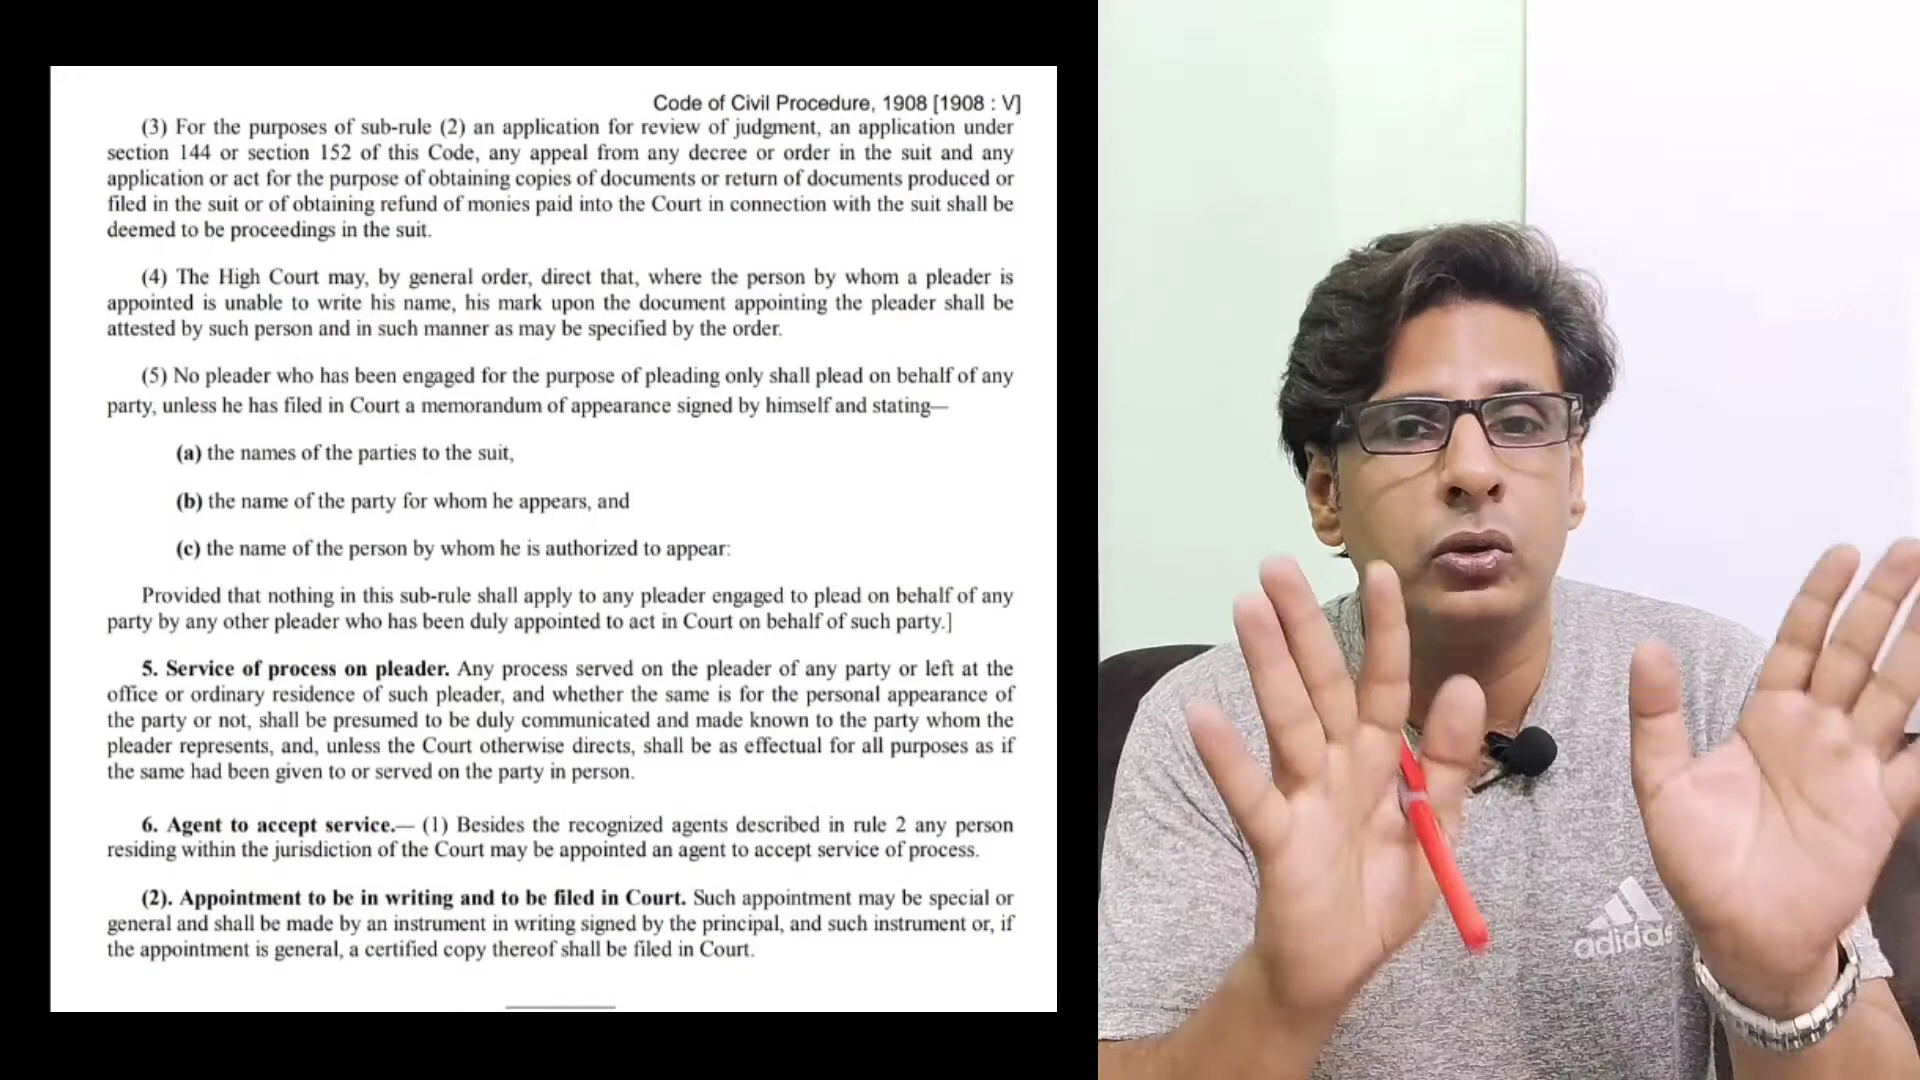 Code of Civil Procedure, 1908 [1908 : V]
(3) For the purposes of sub-rule (2) an application for review of judgment, an application under
section 144 or section 152 of this Code, any appeal from any decree or order in the suit and any
application or act for the purpose of obtaining copies of documents or return of documents produced or
filed in the suit or of obtaining refund of monies paid into the Court in connection with the suit shall be
deemed to be proceedings in the suit.
(4) The High Court may, by general order, direct that, where the person by whom a pleader is
appointed is unable to write his name, his mark upon the document appointing the pleader shall be
attested by such person and in such manner as may be specified by the order.
(5) No pleader who has been engaged for the purpose of pleading only shall plead on behalf of any
party, unless he has filed in Court a memorandum of appearance signed by himself and stating—
(a) the names of the parties to the suit,
(b) the name of the party for whom he appears, and
(c) the name of the person by whom he is authorized to appear:
Provided that nothing in this sub-rule shall apply to any pleader engaged to plead on behalf of any
party by any other pleader who has been duly appointed to act in Court on behalf of such party.]
5. Service of process on pleader. Any process served on the pleader of any party or left at the
office or ordinary residence of such pleader, and whether the same is for the personal appearance of
the party or not, shall be presumed to be duly communicated and made known to the party whom the
pleader represents, and, unless the Court otherwise directs, shall be as effectual for all purposes as if
the same had been given to or served on the party in person.
6. Agent to accept service.— (1) Besides the recognized agents described in rule 2 any person
residing within the jurisdiction of the Court may be appointed an agent to accept service of process.
(2). Appointment to be in writing and to be filed in Court. Such appointment may be special or
general and shall be made by an instrument in writing signed by the principal, and such instrument or, if
the appointment is general, a certified copy thereof shall be filed in Court.
adidas